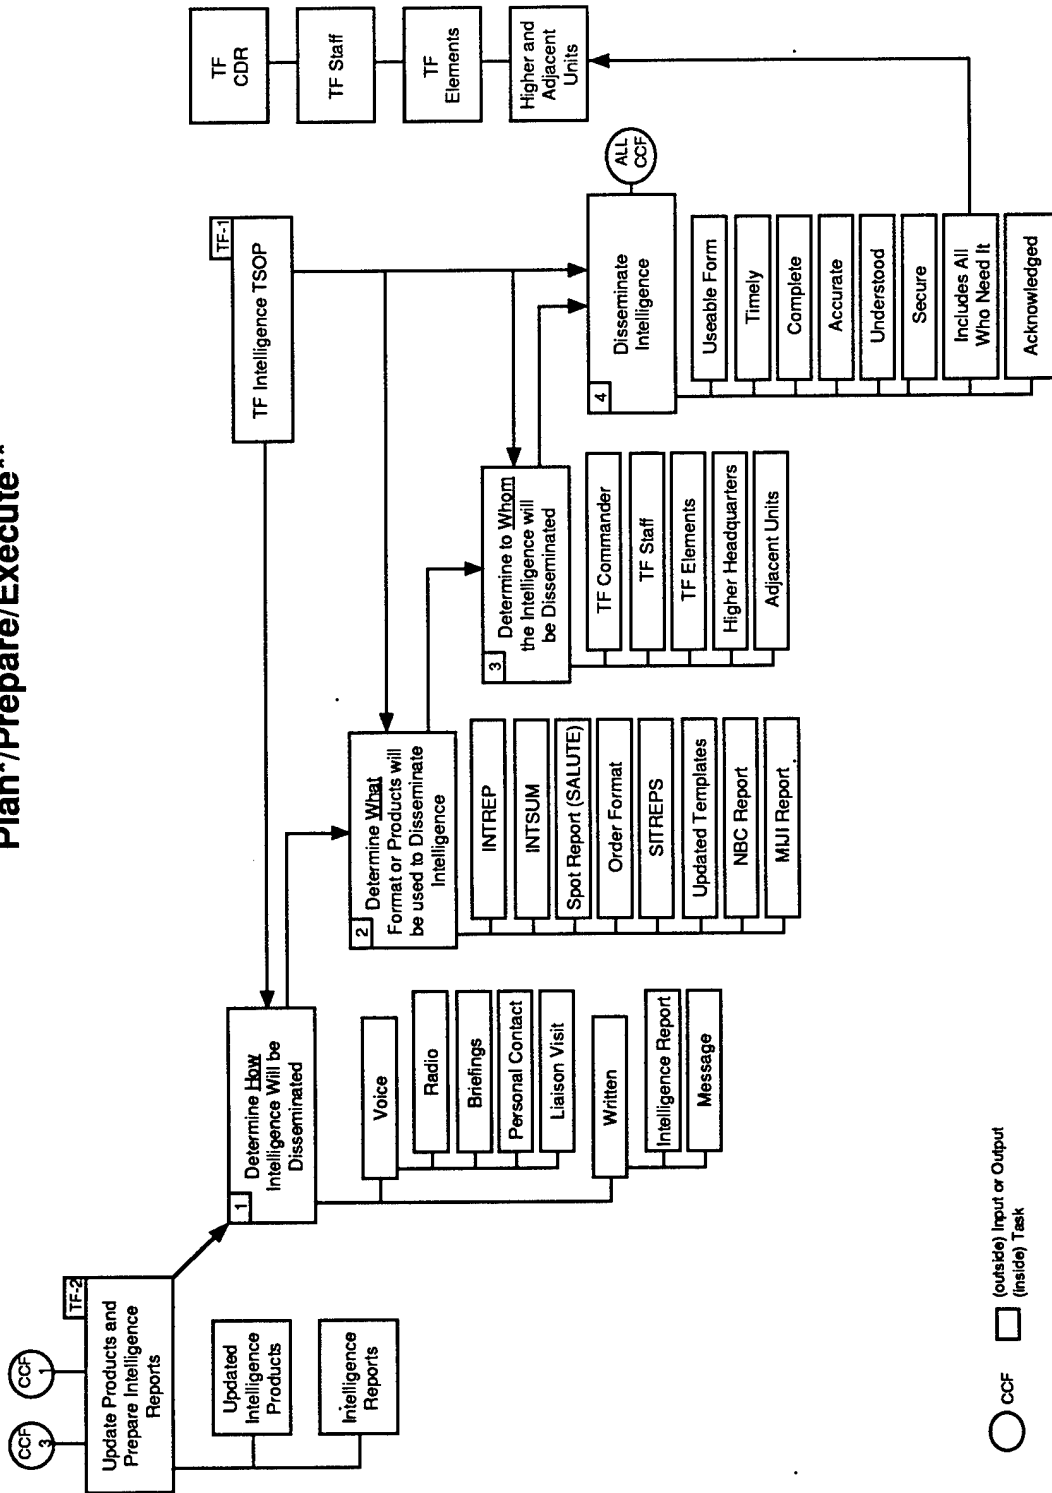 Plan*/Prepare/Execute**
CCF
3
CCF
1
TF-2
Update Products and
Prepare Intelligence
Reports
Updated
Intelligence
Products
Intelligence
Reports
1
Determine How
Intelligence Will be
Disseminated
Voice
Radio
Briefings
Personal Contact
Liaison Visit
Written
Intelligence Report
Message
2
Determine What
Format or Products will
be used to Disseminate
Intelligence
INTREP
INTSUM
Spot Report (SALUTE)
Order Format
SITREPS
Updated Templates
NBC Report
MIJI Report
3
Determine to Whom
the Intelligence will
be Disseminated
TF Commander
TF Staff
TF Elements
Higher Headquarters
Adjacent Units
TF-1
TF Intelligence TSOP
4
Disseminate
Intelligence
ALL
CCF
Useable Form
Timely
Complete
Accurate
Understood
Secure
Includes All
Who Need It
Acknowledged
TF
CDR
TF Staff
TF
Elements
Higher and
Adjacent
Units
CCF
(outside) Input or Output
(inside) Task